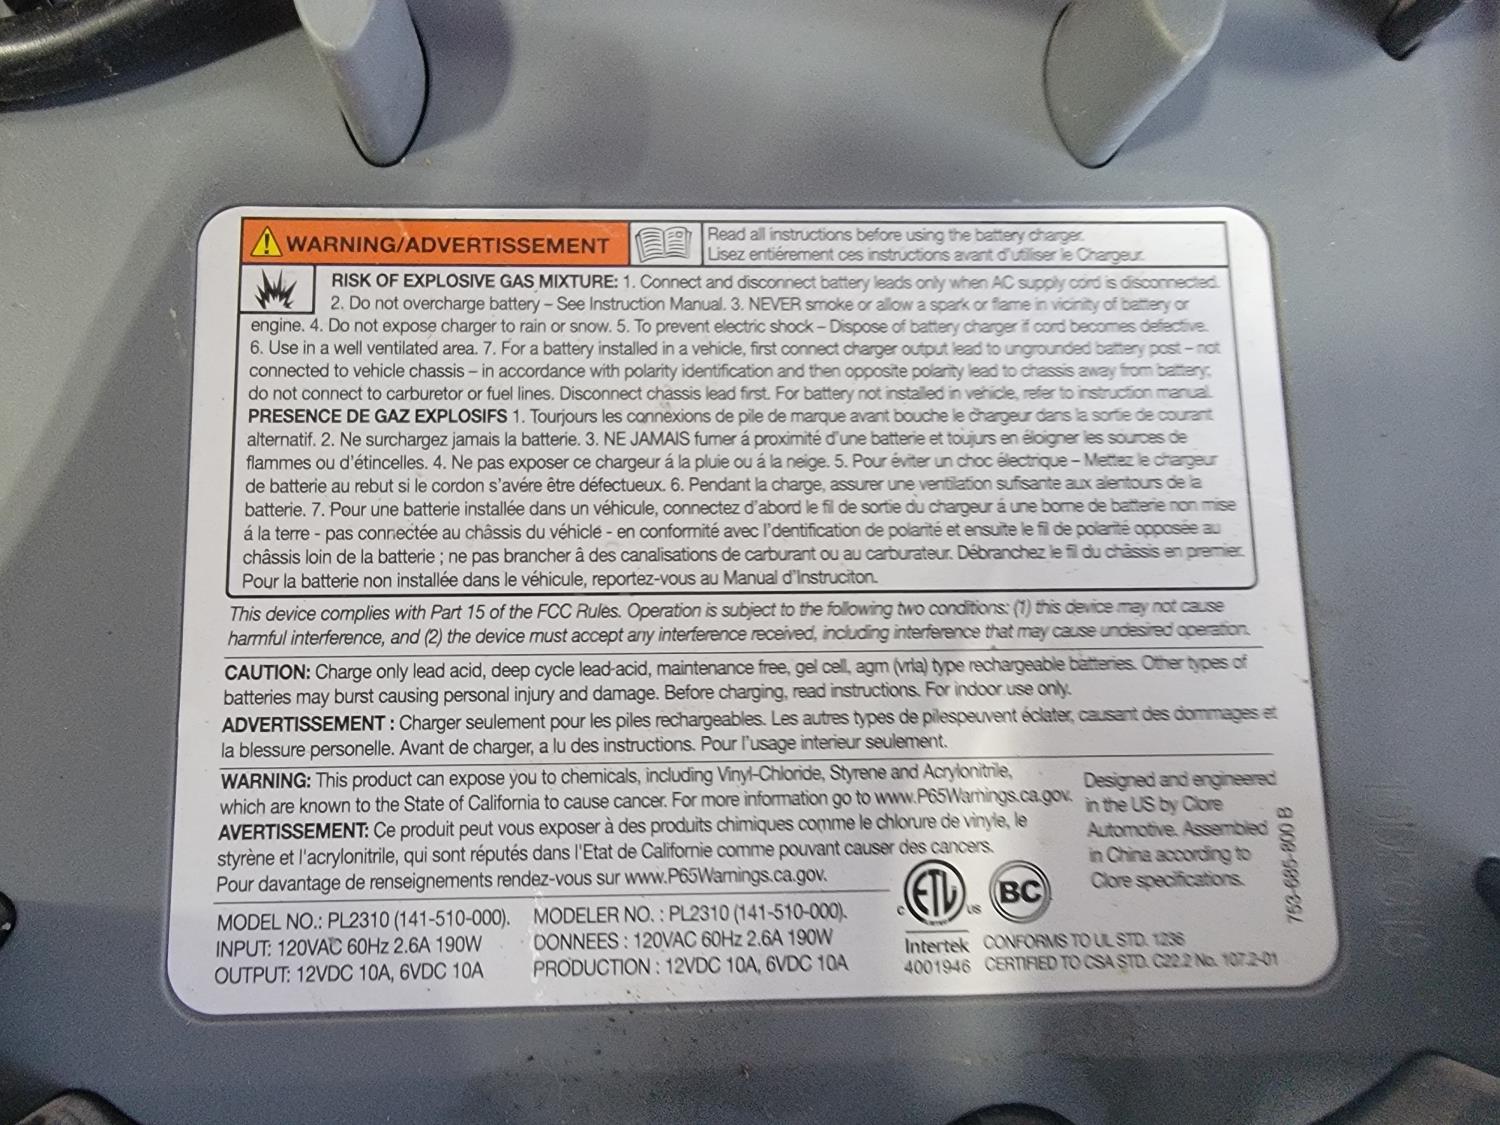 WARNING/ADVERTISSEMENT
Read all instructions before using the battery charger.
Lisez entiérement ces instructions avant d'utiliser le Chargeur.
RISK OF EXPLOSIVE GAS MIXTURE: 1. Connect and disconnect battery leads only when AC supply cord is disconnected.
2. Do not overcharge battery – See Instruction Manual. 3. NEVER smoke or allow a spark or flame in vicinity of battery or
engine. 4. Do not expose charger to rain or snow. 5. To prevent electric shock – Dispose of battery charger if cord becomes defective.
6. Use in a well ventilated area. 7. For a battery installed in a vehicle, first connect charger output lead to ungrounded battery post – not
connected to vehicle chassis – in accordance with polarity identification and then opposite polarity lead to chassis away from battery;
do not connect to carburetor or fuel lines. Disconnect chassis lead first. For battery not installed in vehicle, refer to instruction manual.
PRESENCE DE GAZ EXPLOSIFS 1. Tourjours les connéxions de pile de marque avant bouche le chargeur dans la sortie de courant
alternatif. 2. Ne surchargez jamais la batterie. 3. NE JAMAIS fumer á proximité d'une batterie et toujurs en éloigner les sources de
flammes ou d'étincelles. 4. Ne pas exposer ce chargeur á la pluie ou á la neige. 5. Pour éviter un choc électrique – Mettez le chargeur
de batterie au rebut si le cordon s'avére être défectueux. 6. Pendant la charge, assurer une ventilation sufisante aux alentours de la
batterie. 7. Pour une batterie installée dans un véhicule, connectez d'abord le fil de sortie du chargeur á une borne de batterie non mise
á la terre - pas connectée au châssis du véhiclé - en conformité avec l'dentification de polarité et ensuite le fil de polarité opposée au
châssis loin de la batterie ; ne pas brancher â des canalisations de carburant ou au carburateur. Débranchez le fil du châssis en premier.
Pour la batterie non installée dans le véhicule, reportez-vous au Manual d'Instruciton.
This device complies with Part 15 of the FCC Rules. Operation is subject to the following two conditions: (1) this device may not cause
harmful interference, and (2) the device must accept any interference received, including interference that may cause undesired operation.
CAUTION: Charge only lead acid, deep cycle lead-acid, maintenance free, gel cell, agm (vrla) type rechargeable batteries. Other types of
batteries may burst causing personal injury and damage. Before charging, read instructions. For indoor use only.
ADVERTISSEMENT : Charger seulement pour les piles rechargeables. Les autres types de pilespeuvent éclater, causant des dommages et
la blessure personelle. Avant de charger, a lu des instructions. Pour l'usage interieur seulement.
WARNING: This product can expose you to chemicals, including Vinyl-Chloride, Styrene and Acrylonitrile,
which are known to the State of California to cause cancer. For more information go to www.P65Warnings.ca.gov.
AVERTISSEMENT: Ce produit peut vous exposer à des produits chimiques comme le chlorure de vinyle, le
styrène et l'acrylonitrile, qui sont réputés dans l'Etat de Californie comme pouvant causer des cancers.
Pour davantage de renseignements rendez-vous sur www.P65Warnings.ca.gov.
Designed and engineered
in the US by Clore
Automotive. Assembled
in China according to
Clore specifications.
753-685-800 B
MODEL NO.: PL2310 (141-510-000).
INPUT: 120VAC 60Hz 2.6A 190W
OUTPUT: 12VDC 10A, 6VDC 10A
MODELER NO. : PL2310 (141-510-000).
DONNEES : 120VAC 60Hz 2.6A 190W
PRODUCTION : 12VDC 10A, 6VDC 10A
C ETL US
BC
Intertek
4001946
CONFORMS TO UL STD. 1236
CERTIFIED TO CSA STD. C22.2 No. 107.2-01